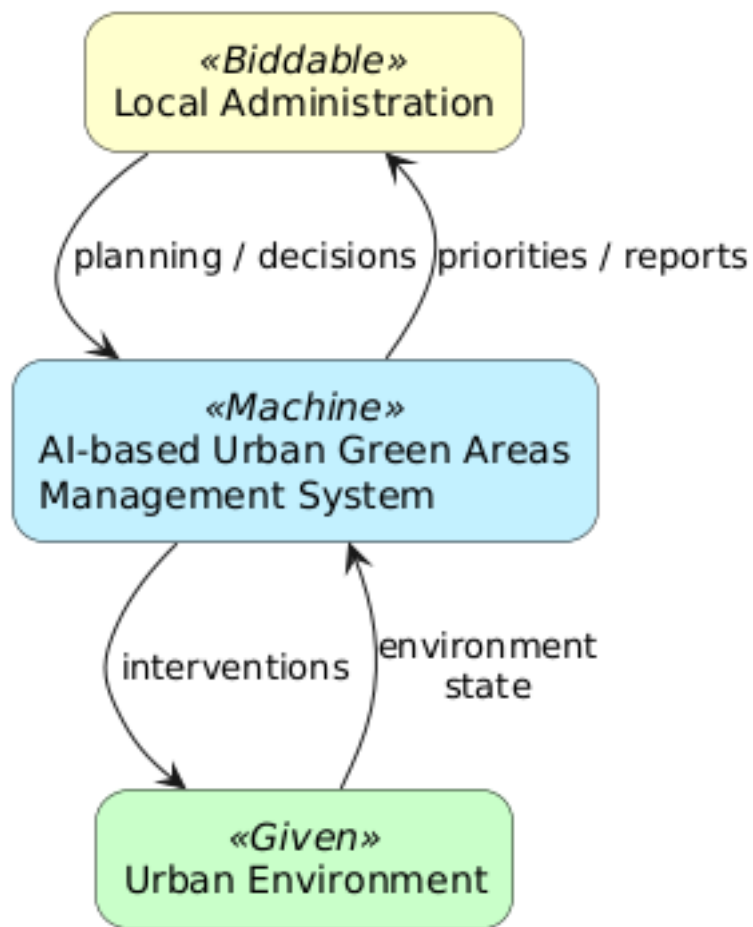 «Biddable»
Local Administration
planning / decisions
priorities / reports
«Machine»
AI-based Urban Green Areas
Management System
interventions
environment
state
«Given»
Urban Environment